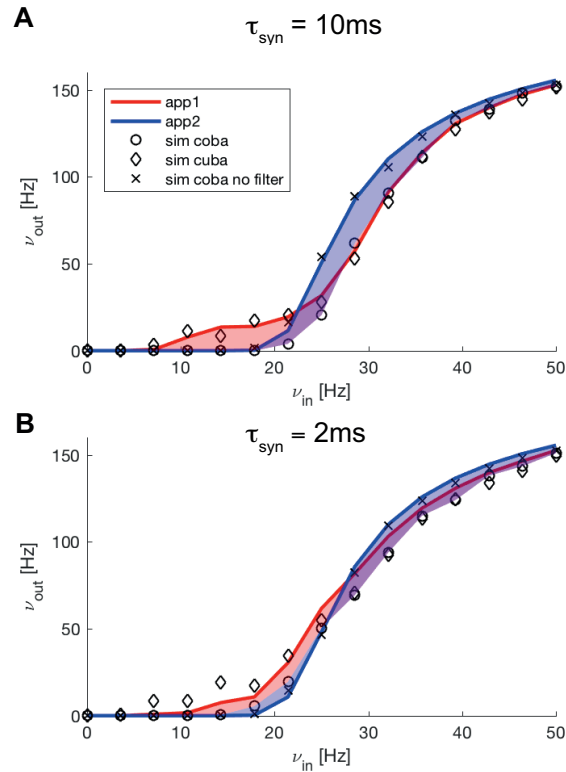 A
τsyn = 10ms
150
100
50
0
νout [Hz]
app1
app2
sim coba
sim cuba
sim coba no filter
0 10 20 30 40 50
νin [Hz]
B
τsyn = 2ms
150
100
50
0
νout [Hz]
0 10 20 30 40 50
νin [Hz]